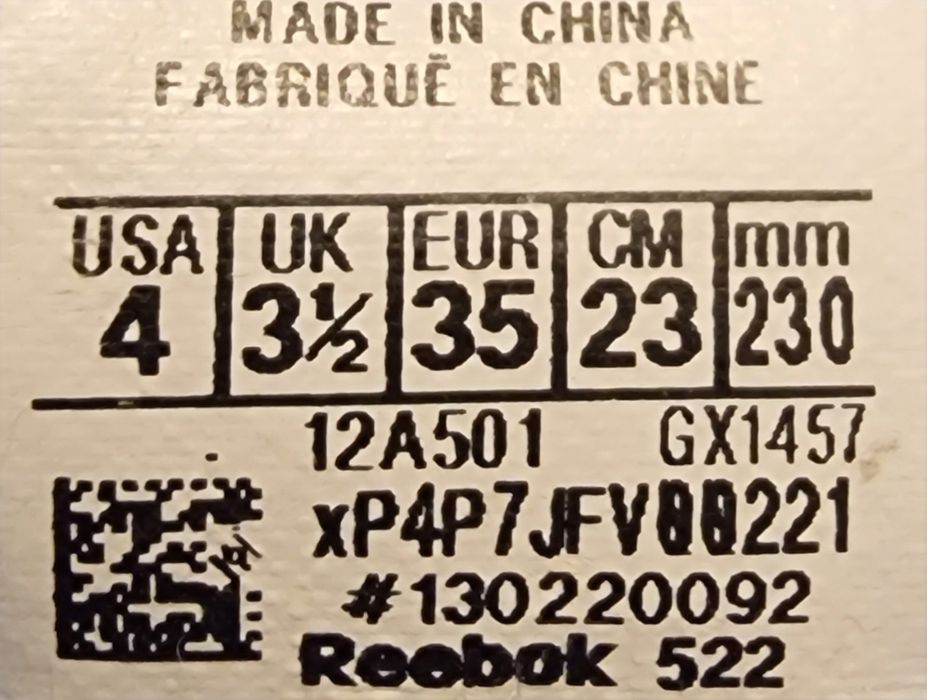 MADE IN CHINA
FABRIQUĒ EN CHINE
USA UK EUR CM mm
4 3½ 35 23 230
12A501 GX1457
#130220092
Reebok 522